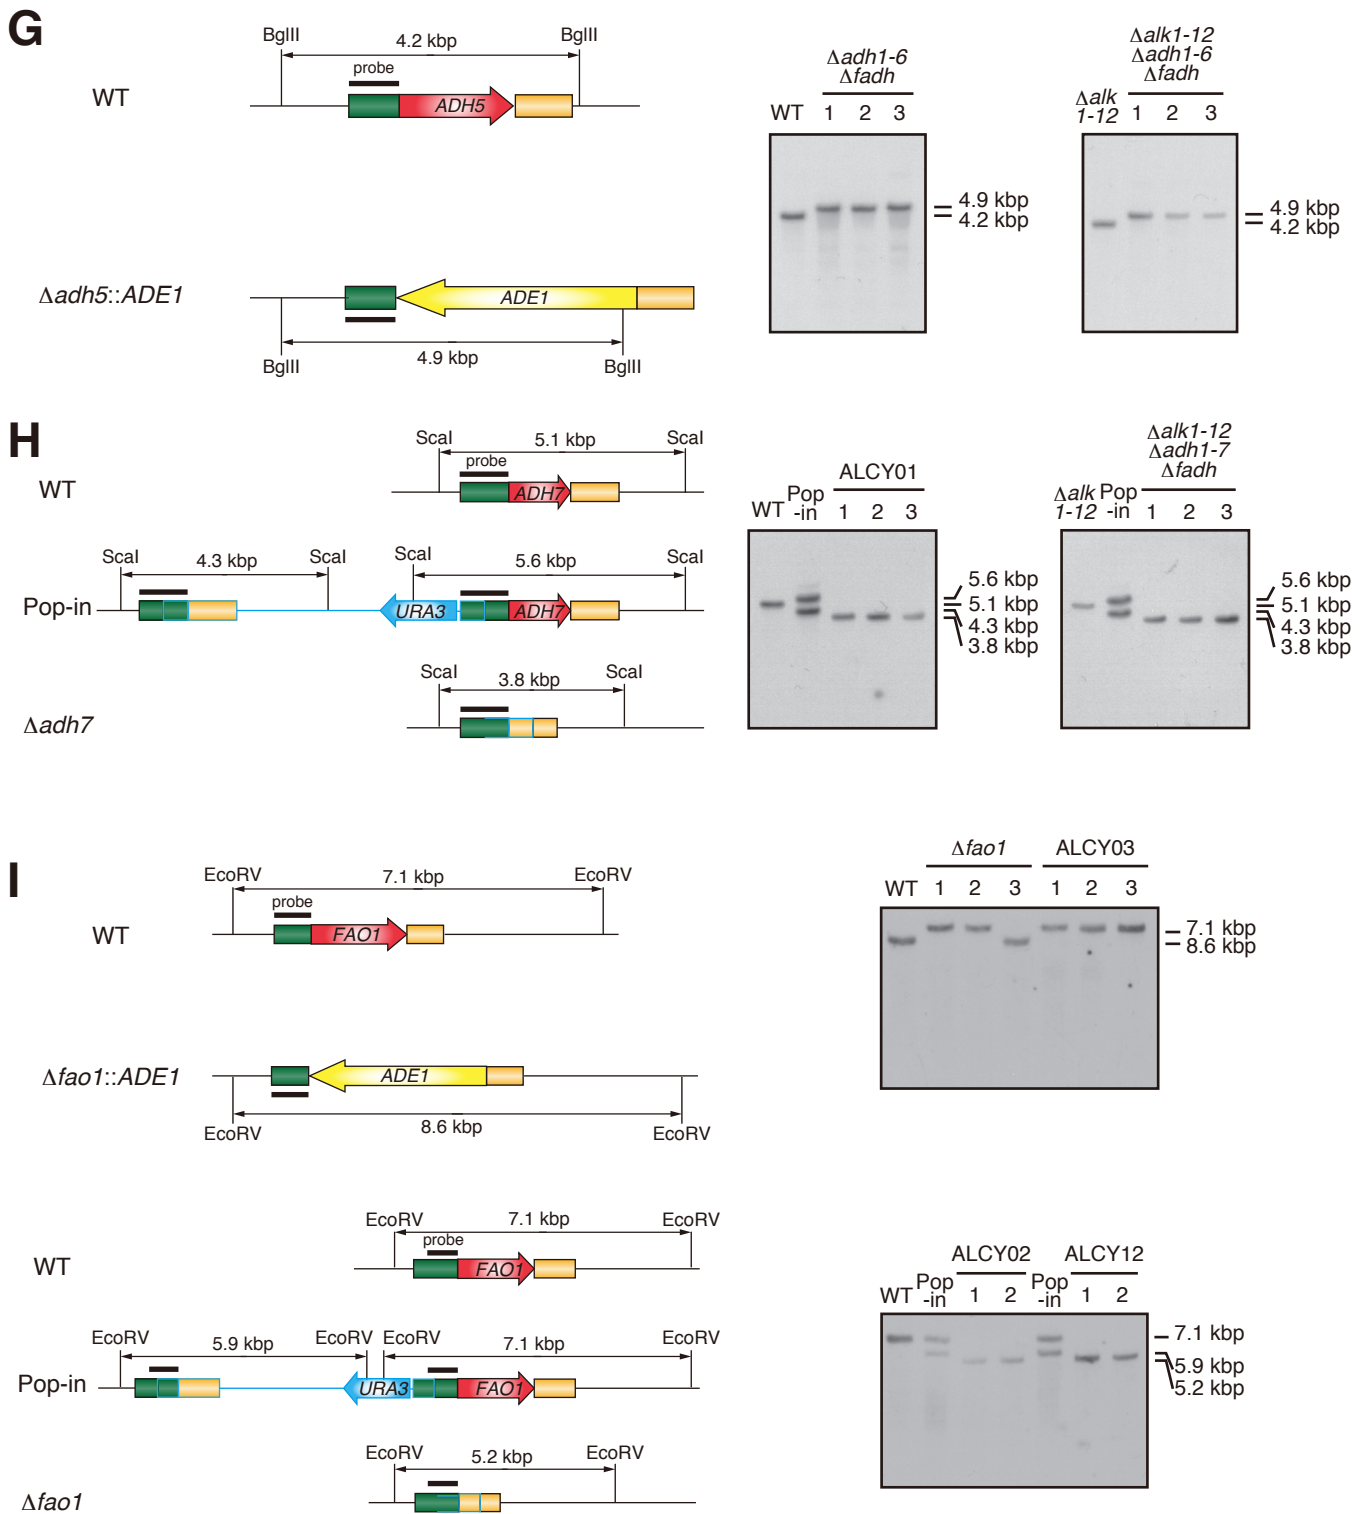 G
BglII
4.2 kbp
BglII
probe
WT
ADH5
Δadh5::ADE1
ADE1
4.9 kbp
BglII
BglII
Δadh1-6
Δfadh
WT 1 2 3
4.9 kbp
4.2 kbp
Δalk1-12
Δadh1-6
Δfadh
Δalk
1-12
1 2 3
4.9 kbp
4.2 kbp
H
ScaI
5.1 kbp
ScaI
probe
WT
ADH7
ScaI
4.3 kbp
ScaI
ScaI
5.6 kbp
ScaI
Pop-in
URA3
ADH7
ScaI
3.8 kbp
ScaI
Δadh7
ALCY01
WT
Pop
-in
1 2 3
5.6 kbp
5.1 kbp
4.3 kbp
3.8 kbp
Δalk1-12
Δadh1-7
Δfadh
Δalk
1-12
Pop
-in
1 2 3
5.6 kbp
5.1 kbp
4.3 kbp
3.8 kbp
I
EcoRV
7.1 kbp
EcoRV
probe
WT
FAO1
Δfao1::ADE1
ADE1
EcoRV
8.6 kbp
EcoRV
Δfao1
ALCY03
WT 1 2 3 1 2 3
7.1 kbp
8.6 kbp
EcoRV
7.1 kbp
EcoRV
probe
WT
FAO1
EcoRV
5.9 kbp
EcoRV
EcoRV
7.1 kbp
EcoRV
Pop-in
URA3
FAO1
EcoRV
5.2 kbp
EcoRV
Δfao1
ALCY02
ALCY12
WT
Pop
-in
1 2
Pop
-in
1 2
7.1 kbp
5.9 kbp
5.2 kbp